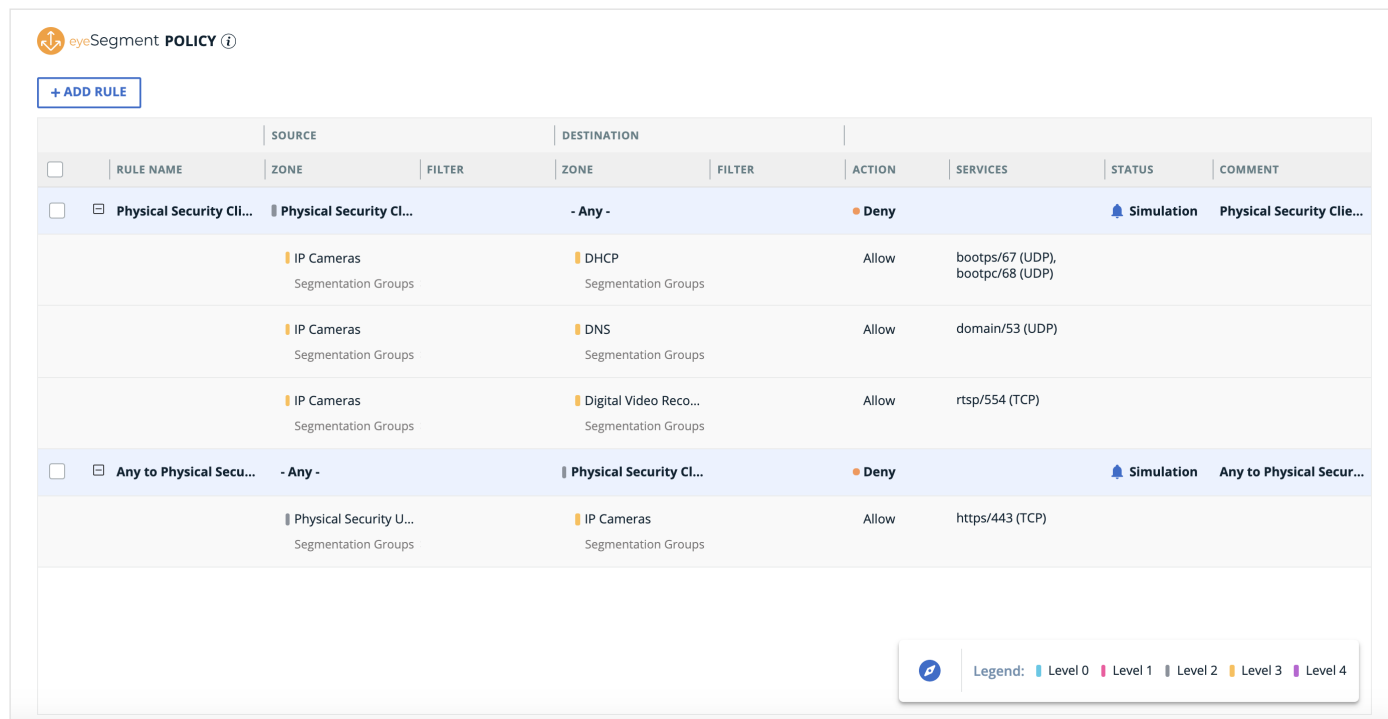 eyeSegment POLICY i
+ ADD RULE
SOURCE DESTINATION
RULE NAME ZONE FILTER ZONE FILTER ACTION SERVICES STATUS COMMENT
Physical Security Cli... Physical Security Cl... - Any - Deny Simulation Physical Security Clie...
IP Cameras DHCP Allow bootps/67 (UDP),
bootpc/68 (UDP)
Segmentation Groups Segmentation Groups
IP Cameras DNS Allow domain/53 (UDP)
Segmentation Groups Segmentation Groups
IP Cameras Digital Video Reco... Allow rtsp/554 (TCP)
Segmentation Groups Segmentation Groups
Any to Physical Secu... - Any - Physical Security Cl... Deny Simulation Any to Physical Secur...
Physical Security U... IP Cameras Allow https/443 (TCP)
Segmentation Groups Segmentation Groups
Legend: Level 0 Level 1 Level 2 Level 3 Level 4